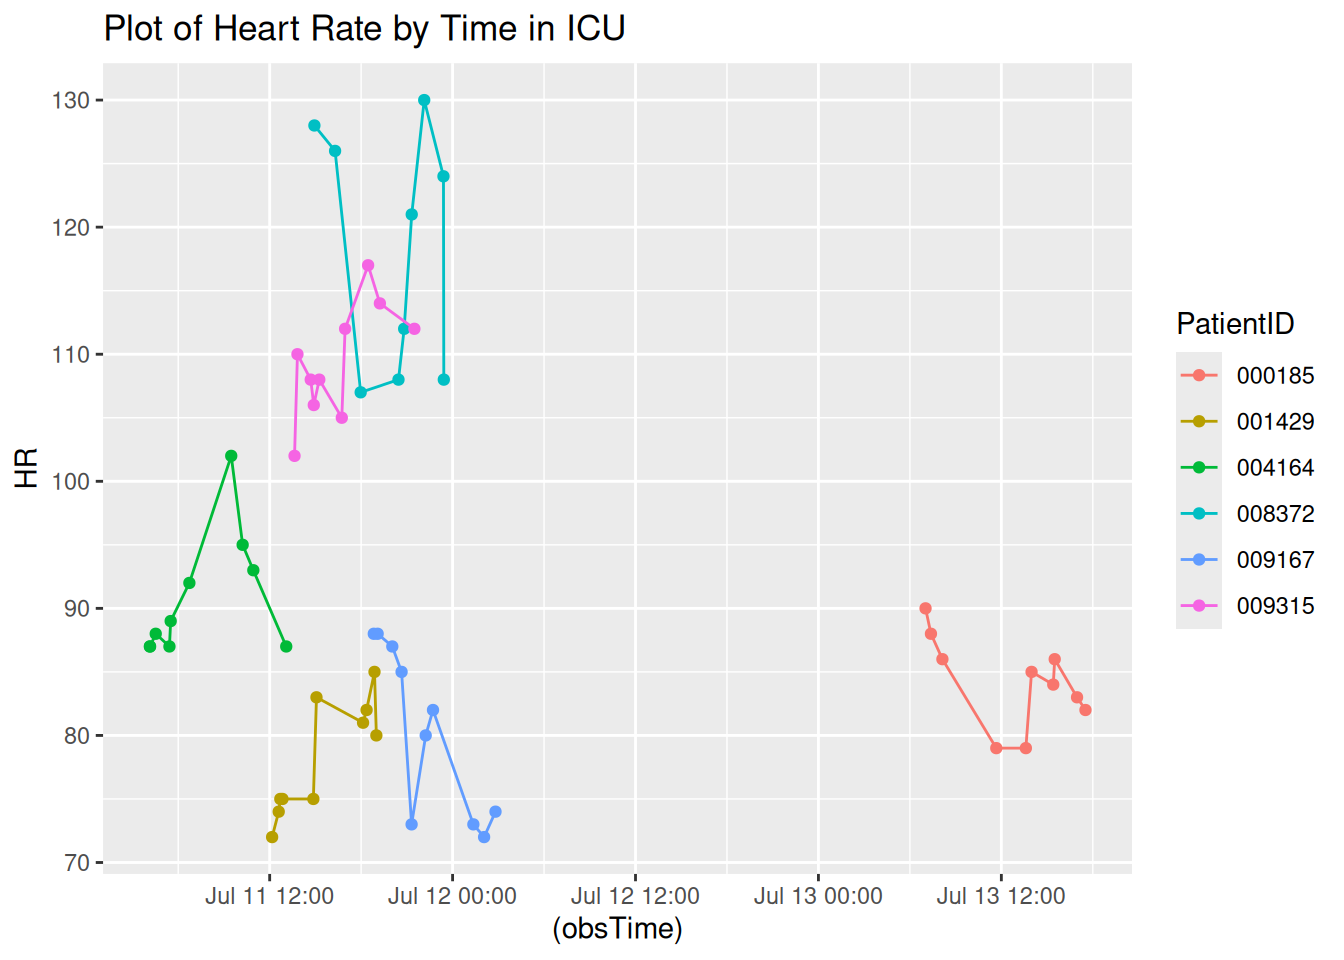 Plot of Heart Rate by Time in ICU
130
120
110
100
90
80
70
HR
Jul 11 12:00 Jul 12 00:00 Jul 12 12:00 Jul 13 00:00 Jul 13 12:00
(obsTime)
PatientID
000185
001429
004164
008372
009167
009315